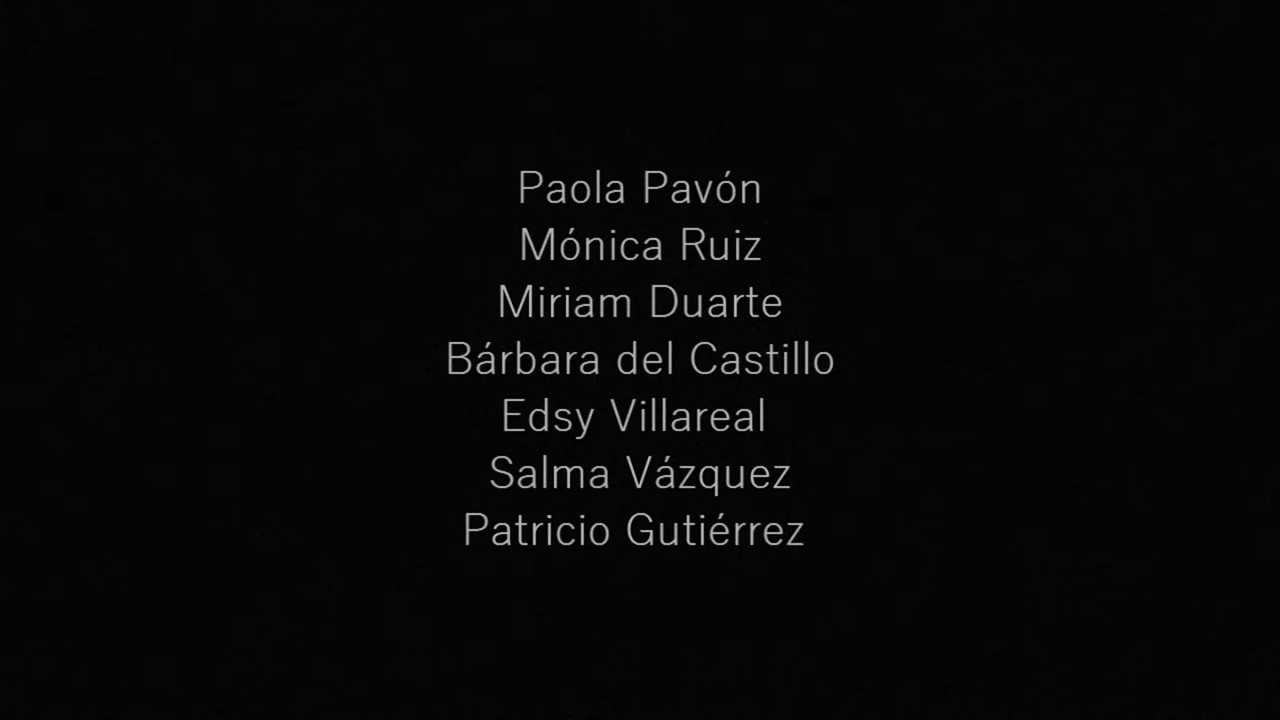 Paola Pavón
Mónica Ruiz
Miriam Duarte
Bárbara del Castillo
Edsy Villareal
Salma Vázquez
Patricio Gutiérrez